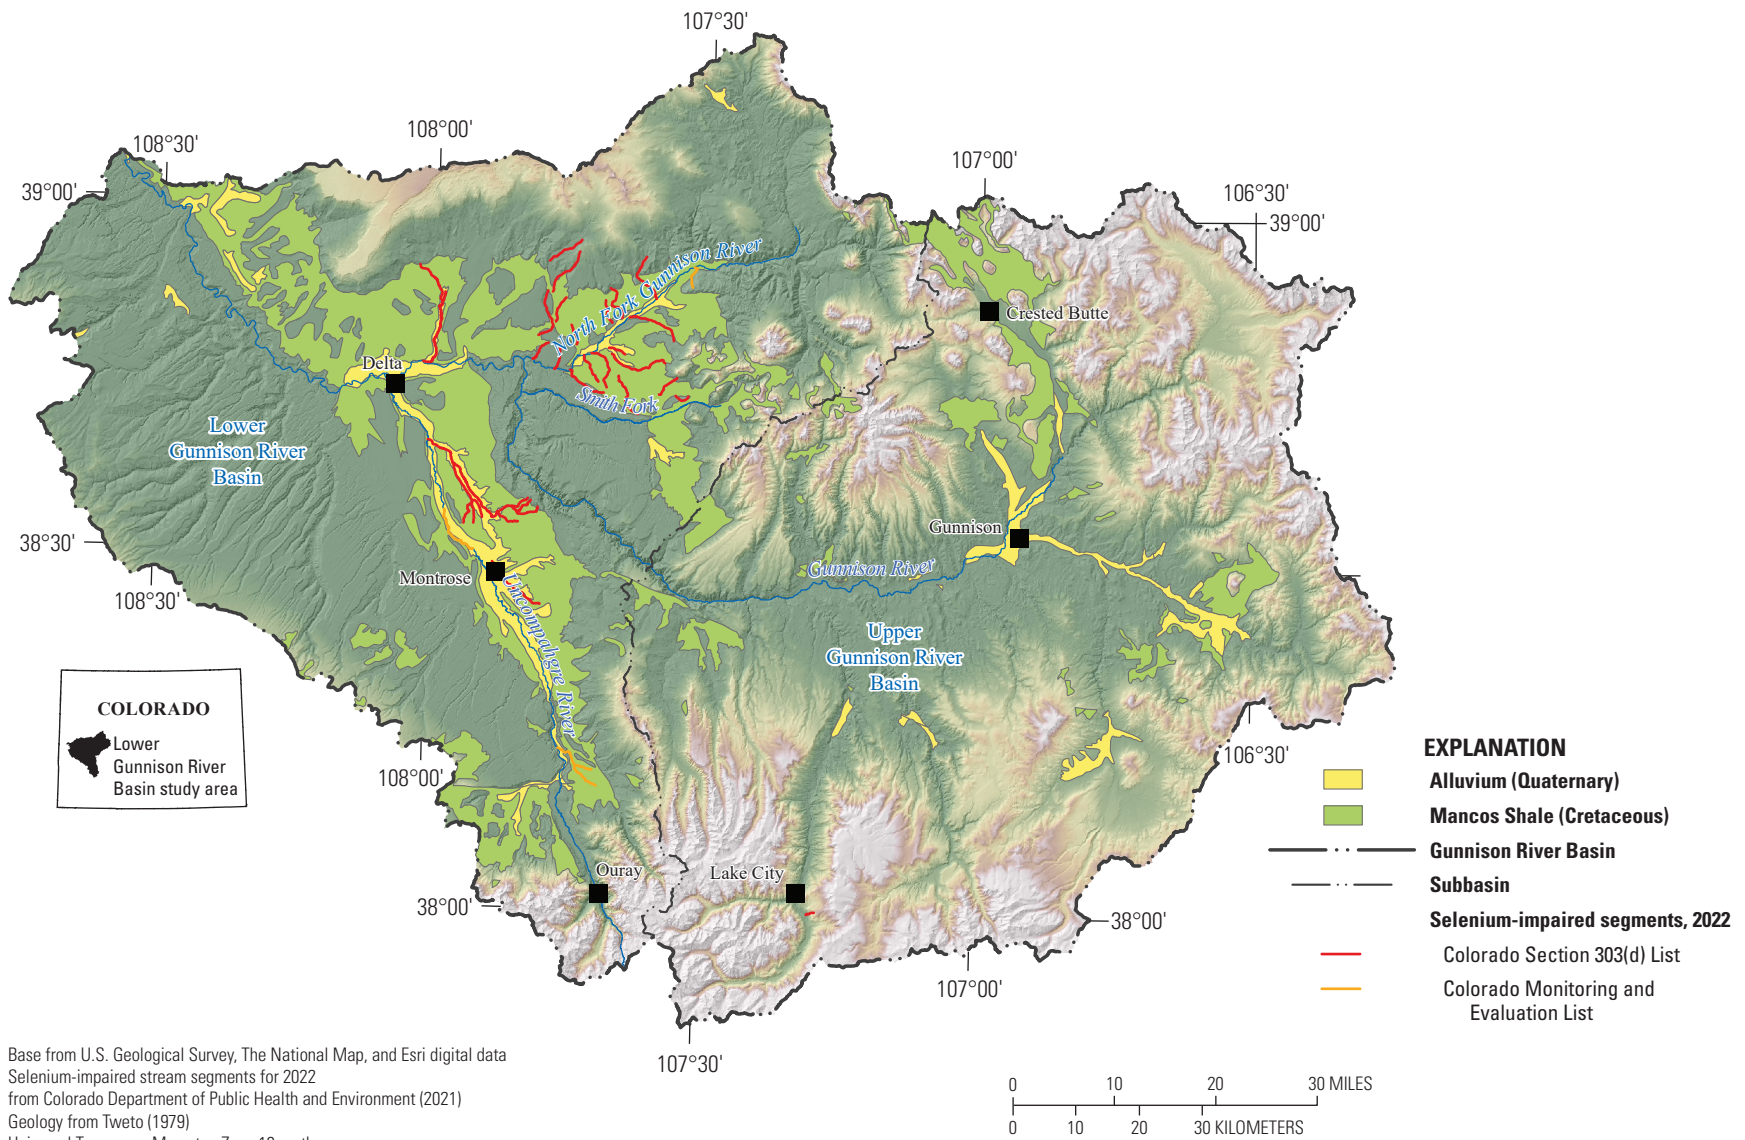 107°30'
108°00'
108°30'
107°00'
39°00'
106°30'
39°00'
North Fork Gunnison River
Crested Butte
Delta
Smith Fork
Lower
Gunnison River
Basin
Gunnison
38°30'
Gunnison River
Montrose
108°30'
Uncompahgre River
Upper
Gunnison River
Basin
COLORADO
Lower
Gunnison River
Basin study area
108°00'
106°30'
EXPLANATION
Alluvium (Quaternary)
Mancos Shale (Cretaceous)
Gunnison River Basin
Subbasin
Selenium-impaired segments, 2022
Colorado Section 303(d) List
Colorado Monitoring and
Evaluation List
Ouray
Lake City
38°00'
38°00'
107°00'
107°30'
Base from U.S. Geological Survey, The National Map, and Esri digital data
Selenium-impaired stream segments for 2022
from Colorado Department of Public Health and Environment (2021)
Geology from Tweto (1979)
0 10 20 30 MILES
0 10 20 30 KILOMETERS